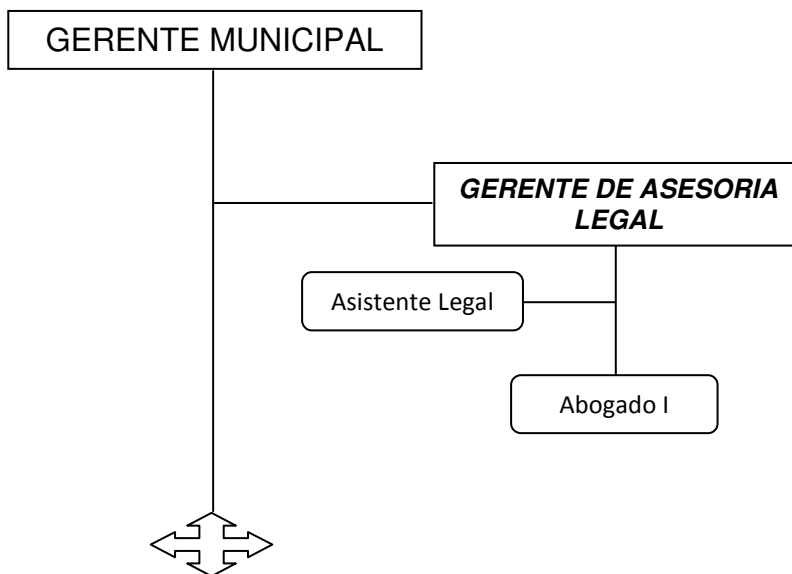 GERENTE MUNICIPAL
GERENTE DE ASESORIA
LEGAL
Asistente Legal
Abogado I